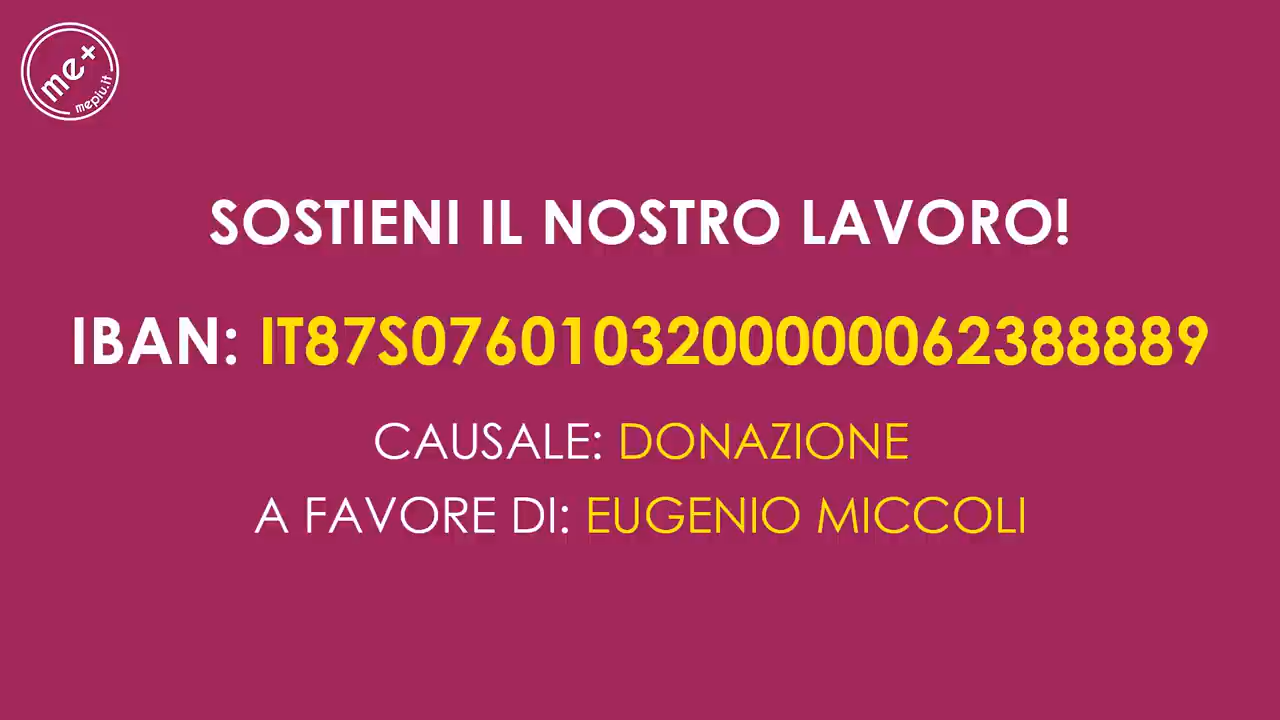 me+
mepiu.it
SOSTIENI IL NOSTRO LAVORO!
IBAN: IT87S0760103200000062388889
CAUSALE: DONAZIONE
A FAVORE DI: EUGENIO MICCOLI